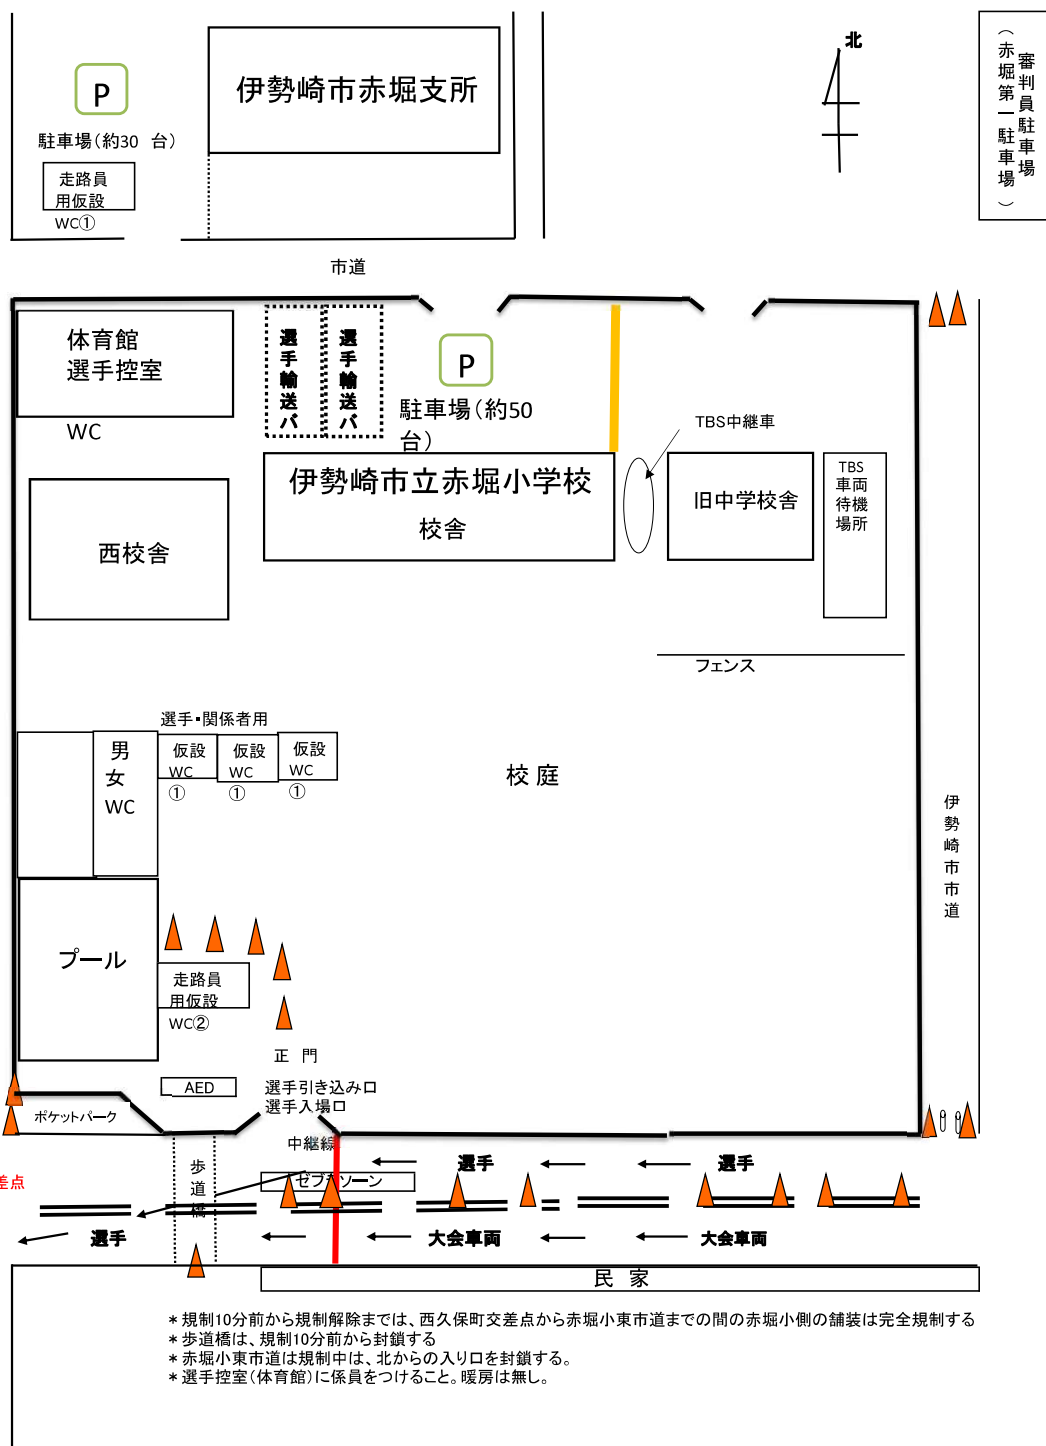 北
審判員駐車場
（赤堀第一駐車場）
P
伊勢崎市赤堀支所
駐車場（約30 台）
走路員
用仮設
WC①
市道
体育館
選手控室
WC
選手輸送バ
選手輸送バ
P
駐車場（約50
台）
TBS中継車
伊勢崎市立赤堀小学校
校舎
旧中学校舎
TBS
車両
待機
場所
西校舎
フェンス
選手・関係者用
男
女
WC
仮設
WC
①
仮設
WC
①
仮設
WC
①
校 庭
伊勢崎市市道
プール
走路員
用仮設
WC②
正 門
AED
選手引き込み口
選手入場口
ポケットパーク
中継線
歩道橋
ゼブラゾーン
選手
選手
差点
選手
大会車両
大会車両
民 家
＊規制10分前から規制解除までは、西久保町交差点から赤堀小東市道までの間の赤堀小側の舗装は完全規制する
＊歩道橋は、規制10分前から封鎖する
＊赤堀小東市道は規制中は、北からの入り口を封鎖する。
＊選手控室（体育館）に係員をつけること。暖房は無し。